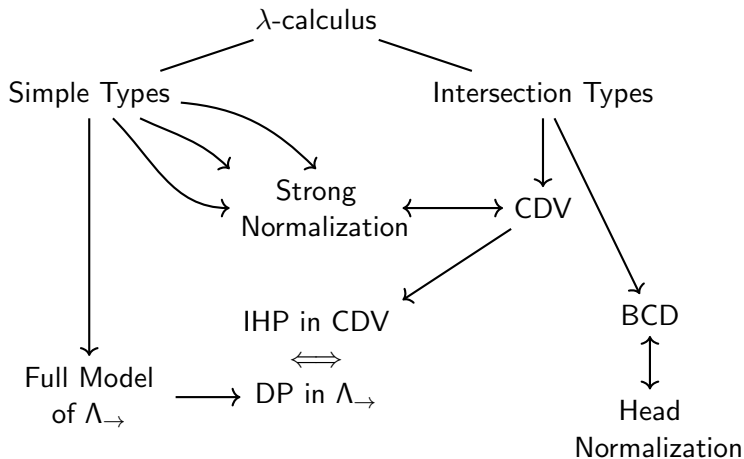 λ-calculus
Simple Types
Intersection Types
Strong
Normalization
CDV
IHP in CDV
⟺
DP in Λ→
BCD
Full Model
of Λ→
Head
Normalization